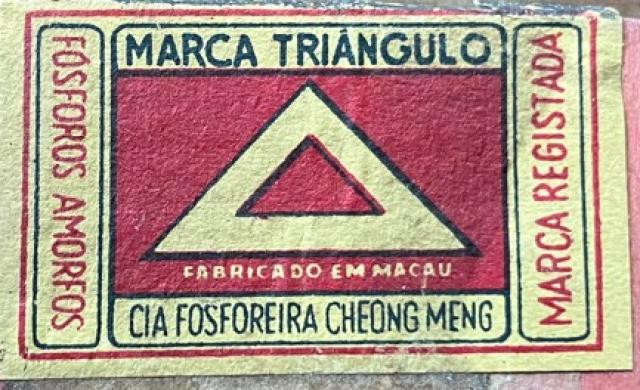 MARCA TRIÂNGULO
FÓSFOROS AMORFOS
MARCA REGISTADA
FABRICADO EM MACAU
CIA FOSFOREIRA CHEONG MENG